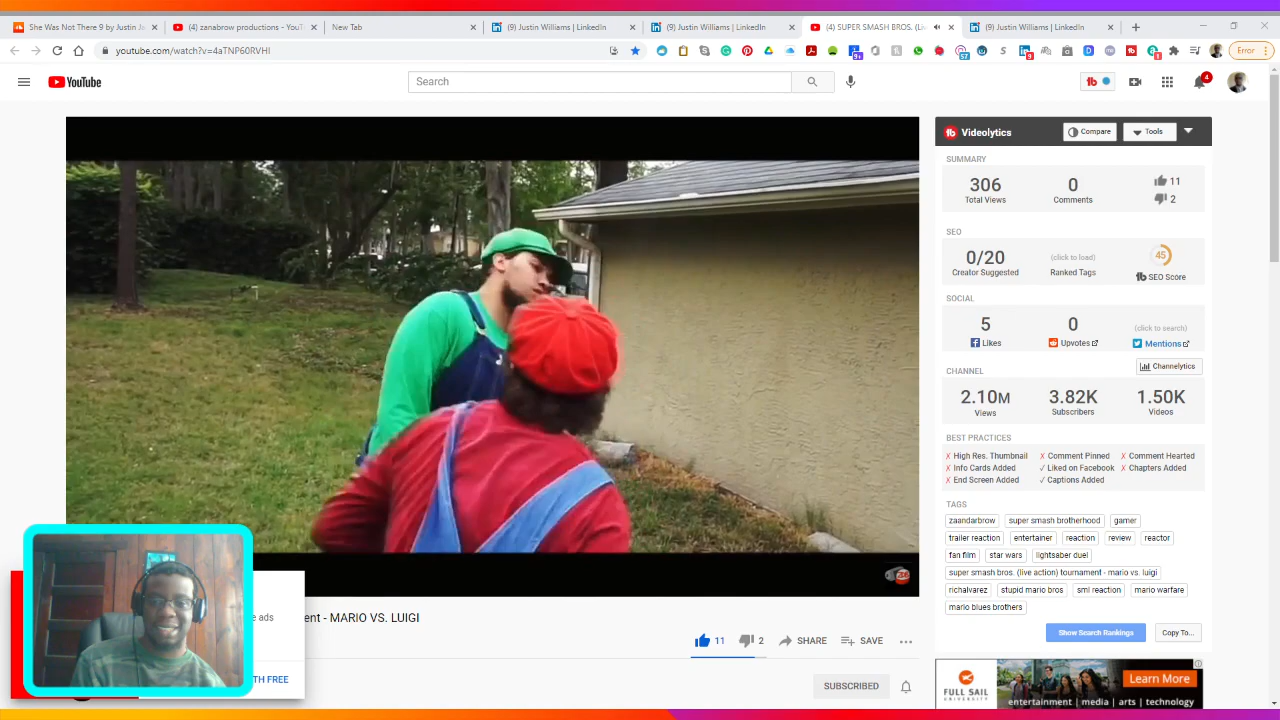 She Was Not There 9 by Justin Je
(4) zanabrow productions - YouT
New Tab
(9) Justin Williams | LinkedIn
(9) Justin Williams | LinkedIn
(4) SUPER SMASH BROS. (Li
(9) Justin Williams | LinkedIn
youtube.com/watch?v=4aTNP60RVHI
Error
YouTube
Search
4
Videolytics
Compare
Tools
SUMMARY
306
Total Views
0
Comments
11
2
SEO
0/20
Creator Suggested
(click to load)
Ranked Tags
45
SEO Score
SOCIAL
5
Likes
0
Upvotes
(click to search)
Mentions
Channelytics
CHANNEL
2.10M
Views
3.82K
Subscribers
1.50K
Videos
BEST PRACTICES
High Res. Thumbnail
Comment Pinned
Comment Hearted
Info Cards Added
Liked on Facebook
Chapters Added
End Screen Added
Captions Added
TAGS
zaandarbrow
super smash brotherhood
gamer
trailer reaction
entertainer
reaction
review
reactor
fan film
star wars
lightsaber duel
super smash bros. (live action) tournament - mario vs. luigi
richalvarez
stupid mario bros
sml reaction
mario warfare
mario blues brothers
Show Search Rankings
Copy To...
e ads
ent - MARIO VS. LUIGI
11
2
SHARE
SAVE
TH FREE
SUBSCRIBED
FULL SAIL
UNIVERSITY
Learn More
entertainment | media | arts | technology